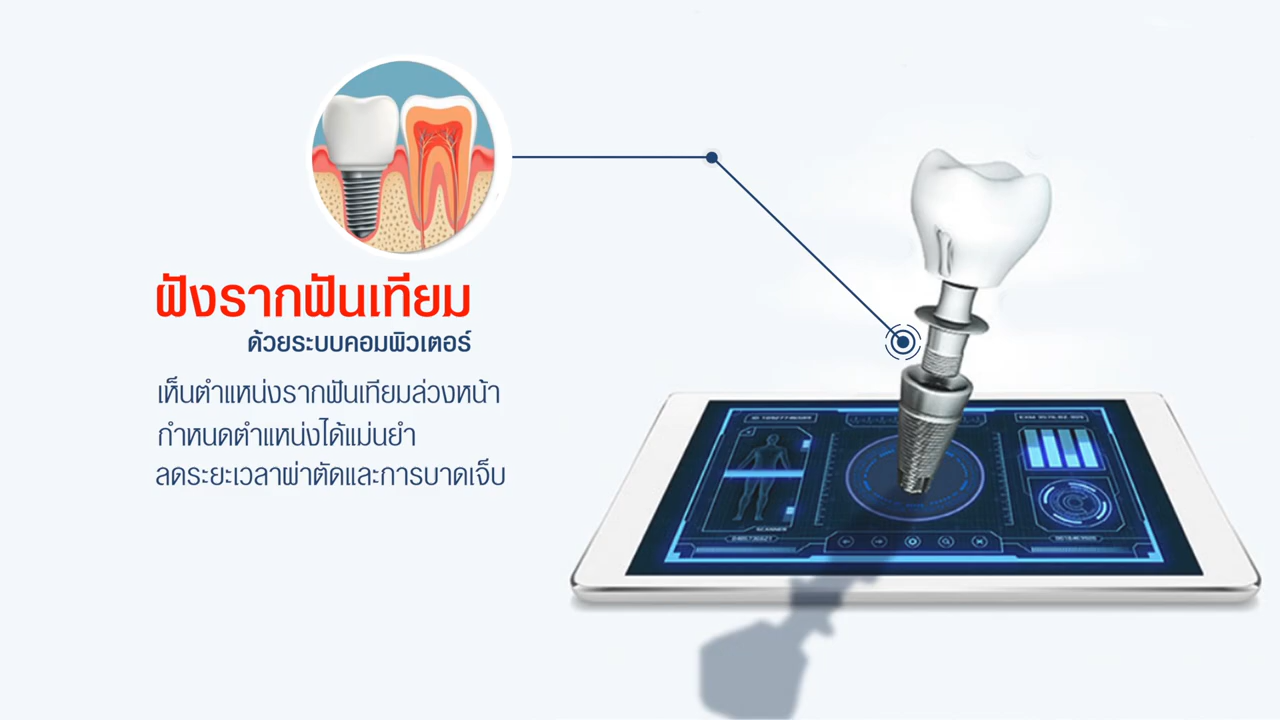 ฝังรากฟันเทียม
ด้วยระบบคอมพิวเตอร์
เห็นตำแหน่งรากฟันเทียมล่วงหน้า
กำหนดตำแหน่งได้แม่นยำ
ลดระยะเวลาผ่าตัดและการบาดเจ็บ
SCANNER